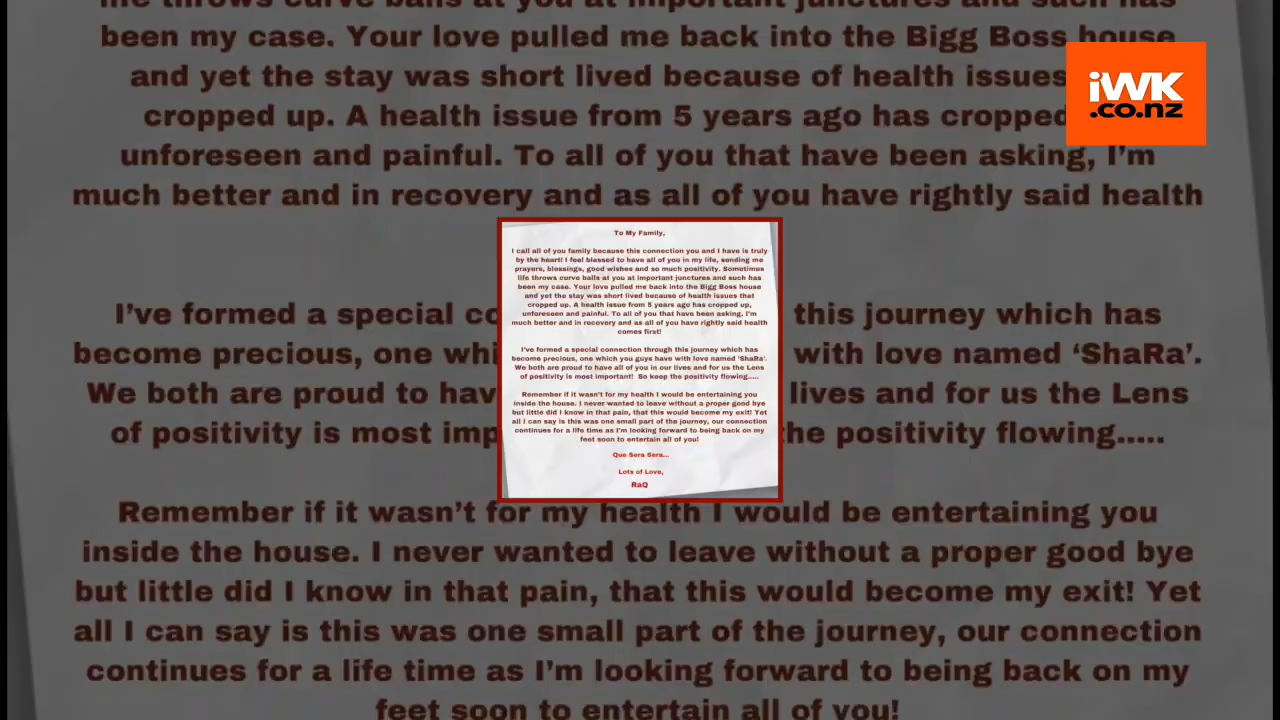 me throws curve balls at you at important junctures and such has
been my case. Your love pulled me back into the Bigg Boss house
and yet the stay was short lived because of health issues
cropped up. A health issue from 5 years ago has cropped
unforeseen and painful. To all of you that have been asking, I'm
much better and in recovery and as all of you have rightly said health
iWK
.co.nz
To My Family,
I call all of you family because this connection you and I have is truly
by the heart! I feel blessed to have all of you in my life, sending me
prayers, blessings, good wishes and so much positivity. Sometimes
life throws curve balls at you at important junctures and such has
been my case. Your love pulled me back into the Bigg Boss house
and yet the stay was short lived because of health issues that
cropped up. A health issue from 5 years ago has cropped up,
unforeseen and painful. To all of you that have been asking, I'm
much better and in recovery and as all of you have rightly said health
comes first!
I've formed a special connection through this journey which has
become precious, one which you guys have with love named 'ShaRa'.
We both are proud to have all of you in our lives and for us the Lens
of positivity is most important! So keep the positivity flowing.....
Remember if it wasn't for my health I would be entertaining you
inside the house. I never wanted to leave without a proper good bye
but little did I know in that pain, that this would become my exit! Yet
all I can say is this was one small part of the journey, our connection
continues for a life time as I'm looking forward to being back on my
feet soon to entertain all of you!
Que Sera Sera...
Lots of Love,
RaQ
I've formed a special co this journey which has
become precious, one whi with love named 'ShaRa'.
We both are proud to hav lives and for us the Lens
of positivity is most imp he positivity flowing.....
Remember if it wasn't for my health I would be entertaining you
inside the house. I never wanted to leave without a proper good bye
but little did I know in that pain, that this would become my exit! Yet
all I can say is this was one small part of the journey, our connection
continues for a life time as I'm looking forward to being back on my
feet soon to entertain all of you!